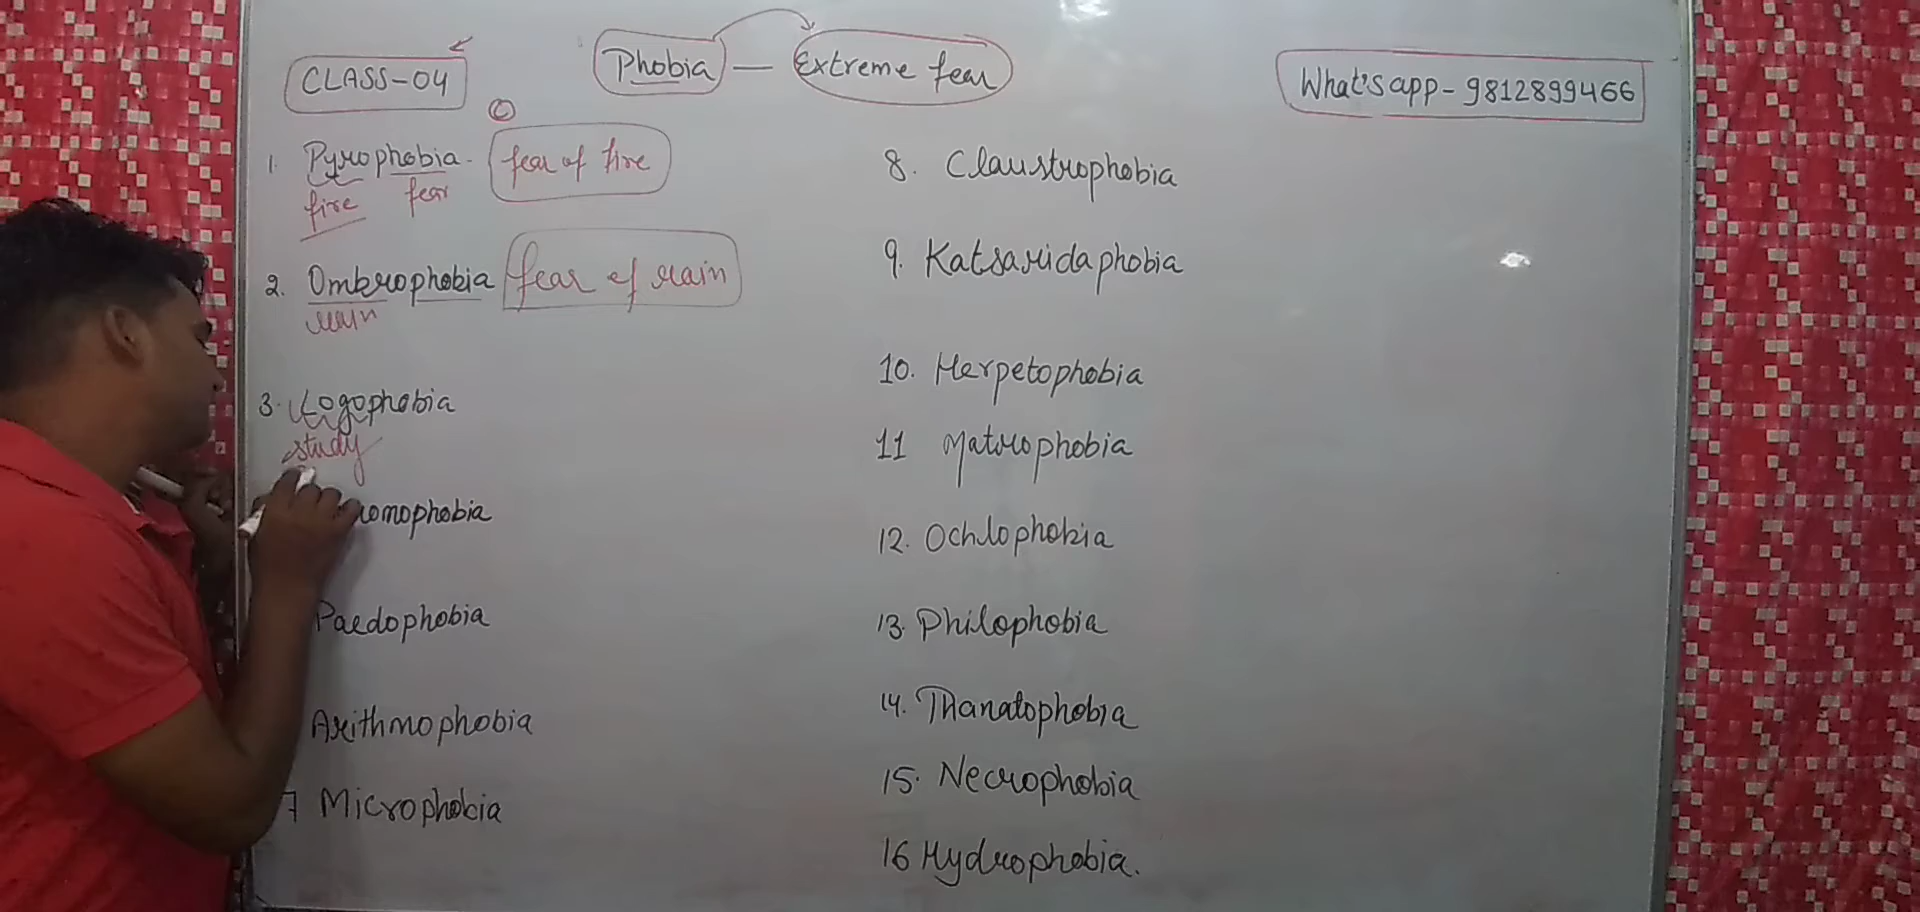 CLASS-04
Phobia — Extreme fear
What'sapp - 9812899466
1. Pyrophobia - fear of fire
fire fear
2. Ombrophobia fear of rain
rain
3. Logophobia
study
omophobia
Paedophobia
Arithmophobia
7 Microphobia
8. Claustrophobia
9. Katsaridaphobia
10. Herpetophobia
11 Matrophobia
12. Ochlophobia
13. Philophobia
14. Thanatophobia
15. Necrophobia
16 Hydrophobia.